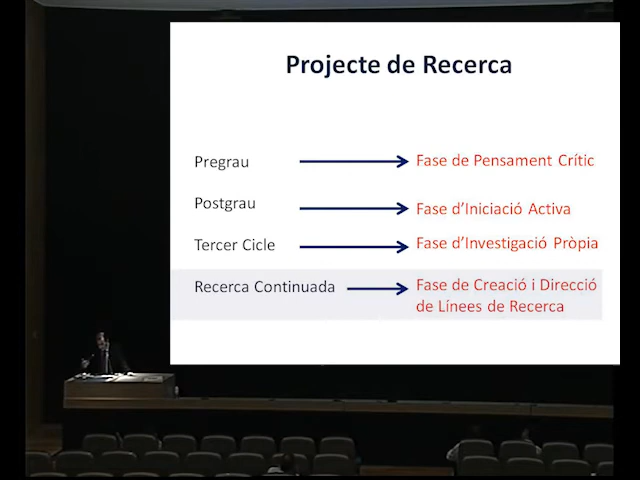 Projecte de Recerca
Pregrau Fase de Pensament Crític
Postgrau Fase d'Iniciació Activa
Tercer Cicle Fase d'Investigació Pròpia
Recerca Continuada Fase de Creació i Direcció
de Línees de Recerca